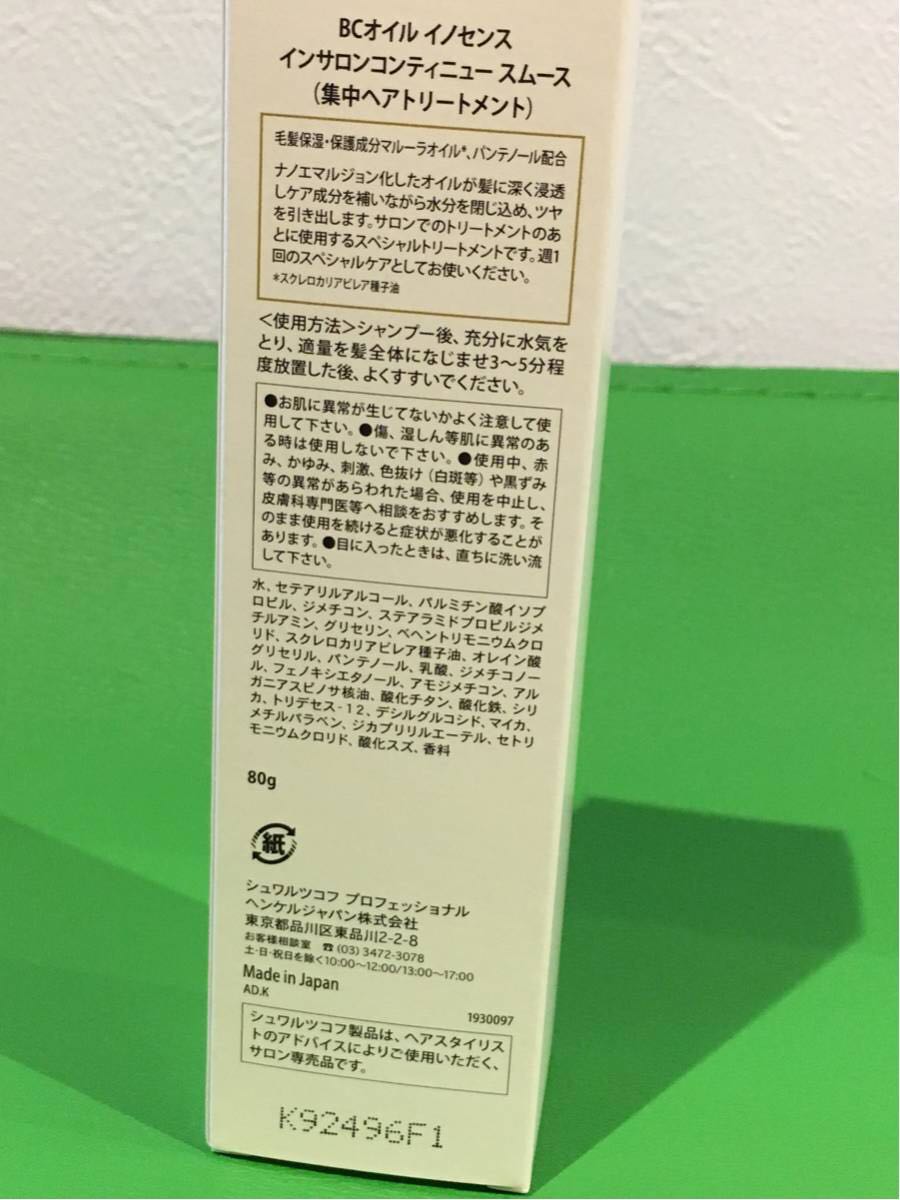 BCオイル イノセンス
インサロンコンティニュー スムース
（集中ヘアトリートメント）
毛髪保湿・保護成分マルーラオイル*、パンテノール配合
ナノエマルジョン化したオイルが髪に深く浸透
しケア成分を補いながら水分を閉じ込め、ツヤ
を引き出します。サロンでのトリートメントのあ
とに使用するスペシャルトリートメントです。週1
回のスペシャルケアとしてお使いください。
*スクレロカリアビレア種子油
＜使用方法＞シャンプー後、充分に水気を
とり、適量を髪全体になじませ3〜5分程
度放置した後、よくすすいでください。
●お肌に異常が生じてないかよく注意して使
用して下さい。●傷、湿しん等肌に異常のあ
る時は使用しないで下さい。●使用中、赤
み、かゆみ、刺激、色抜け（白斑等）や黒ずみ
等の異常があらわれた場合、使用を中止し、
皮膚科専門医等へ相談をおすすめします。そ
のまま使用を続けると症状が悪化することが
あります。●目に入ったときは、直ちに洗い流
して下さい。
水、セテアリルアルコール、パルミチン酸イソプ
ロピル、ジメチコン、ステアラミドプロピルジメ
チルアミン、グリセリン、ベヘントリモニウムクロ
リド、スクレロカリアビレア種子油、オレイン酸
グリセリル、パンテノール、乳酸、ジメチコノー
ル、フェノキシエタノール、アモジメチコン、アル
ガニアスピノサ核油、酸化チタン、酸化鉄、シリ
カ、トリデセス-12、デシルグルコシド、マイカ、
メチルパラベン、ジカプリリルエーテル、セトリ
モニウムクロリド、酸化スズ、香料
80g
紙
シュワルツコフ プロフェッショナル
ヘンケルジャパン株式会社
東京都品川区東品川2-2-8
お客様相談室 ☎(03) 3472-3078
土・日・祝日を除く10:00〜12:00/13:00〜17:00
Made in Japan
AD.K 1930097
シュワルツコフ製品は、ヘアスタイリス
トのアドバイスによりご使用いただく、
サロン専売品です。
K92496F1